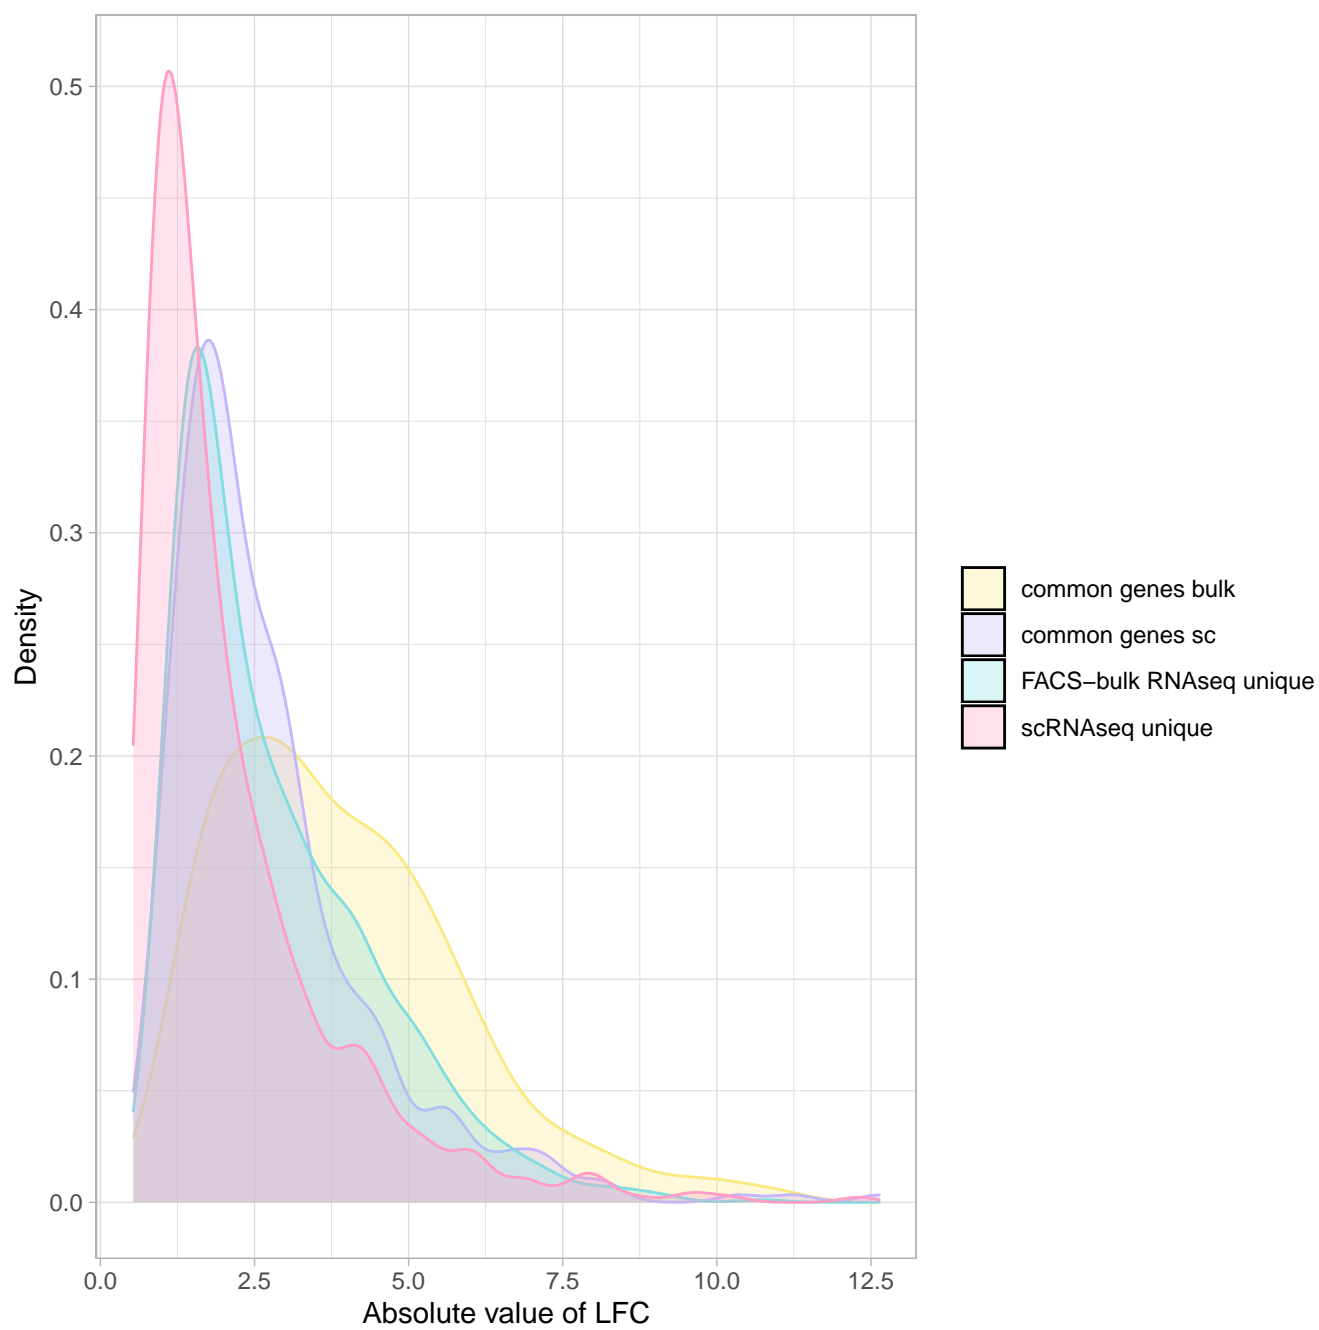 0.5
0.4
0.3
0.2
0.1
0.0
Density
0.0 2.5 5.0 7.5 10.0 12.5
Absolute value of LFC
common genes bulk
common genes sc
FACS−bulk RNAseq unique
scRNAseq unique